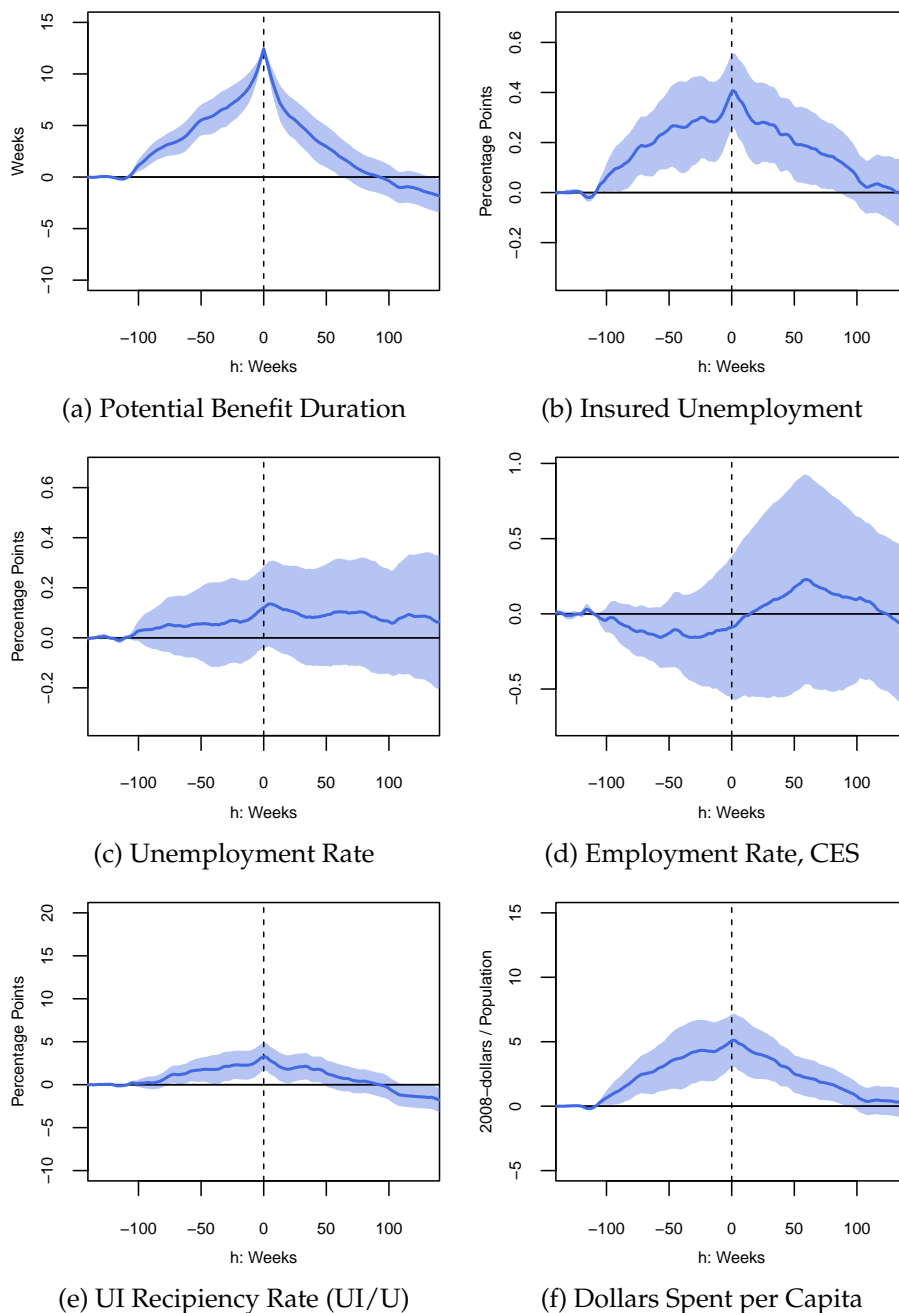 15
10
5
0
−5
−10
Weeks
−100 −50 0 50 100
h: Weeks
(a) Potential Benefit Duration
0.6
0.4
0.2
0.0
−0.2
Percentage Points
−100 −50 0 50 100
h: Weeks
(b) Insured Unemployment
0.6
0.4
0.2
0.0
−0.2
Percentage Points
−100 −50 0 50 100
h: Weeks
(c) Unemployment Rate
1.0
0.5
0.0
−0.5
Percentage Points
−100 −50 0 50 100
h: Weeks
(d) Employment Rate, CES
20
15
10
5
0
−5
−10
Percentage Points
−100 −50 0 50 100
h: Weeks
(e) UI Recipiency Rate (UI/U)
15
10
5
0
−5
2008−dollars / Population
−100 −50 0 50 100
h: Weeks
(f) Dollars Spent per Capita